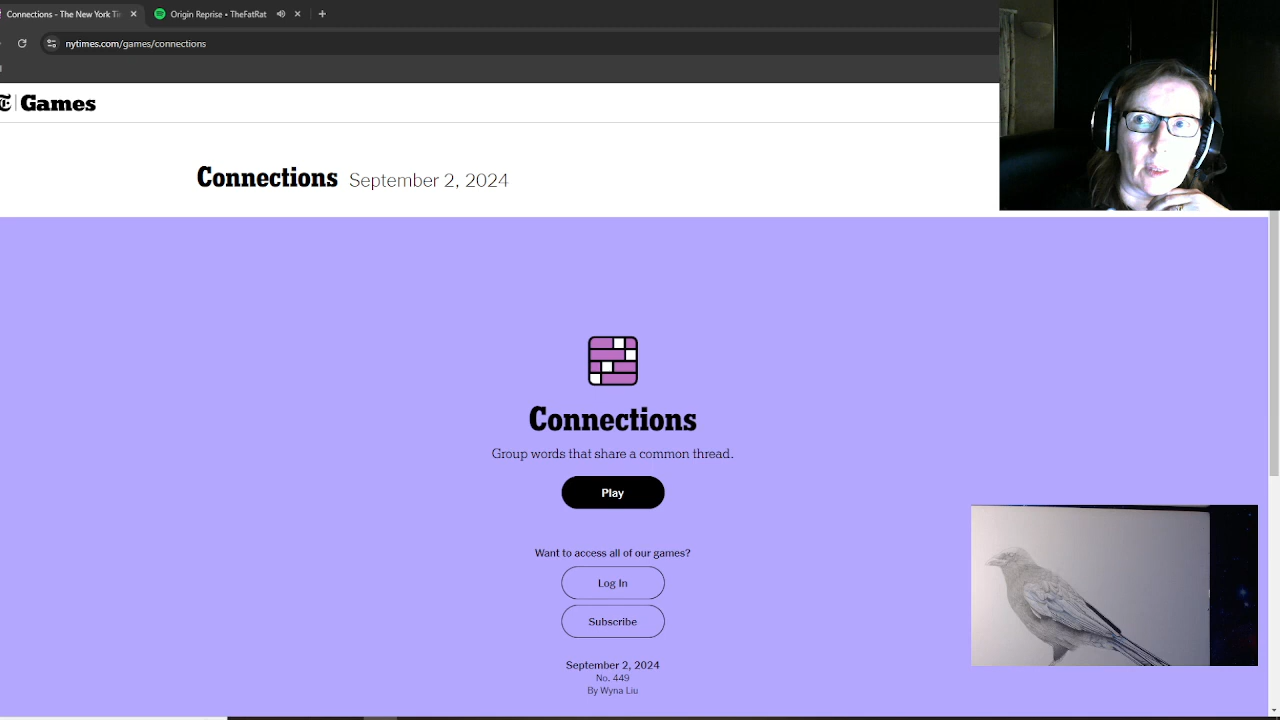 Connections - The New York Ti
Origin Reprise • TheFatRat
nytimes.com/games/connections
Games
Connections September 2, 2024
Connections
Group words that share a common thread.
Play
Want to access all of our games?
Log In
Subscribe
September 2, 2024
No. 449
By Wyna Liu